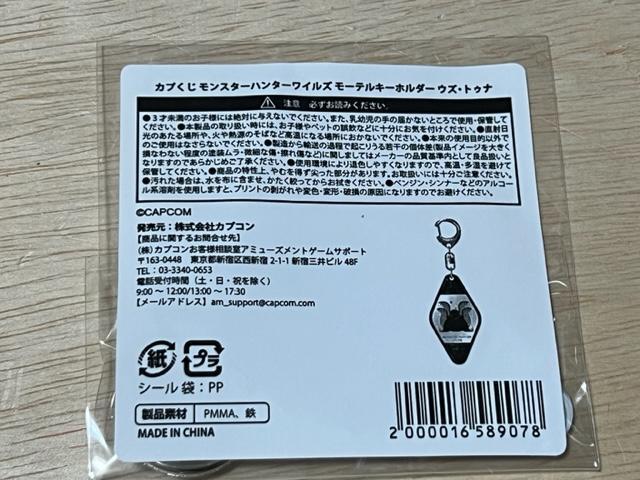 カプくじ モンスターハンターワイルズ モーテルキーホルダー ウズ・トゥナ
注意 必ずお読みください。
●3才未満のお子様には絶対に与えないでください。また、乳幼児の手の届かないところで使用・保管して
ください。●本製品の取り扱い時には、お子様やペットの誤飲などに十分にお気を付けください。●直射日
光のあたる場所や、火や熱源のそばなど高温になる場所に置かないでください。●本来の使用目的以外で
のご使用はなさらないでください。●製造から輸送の過程で起こりうる若干の個体差(製品イメージを大きく
損なわない程度の塗装ムラ・微細な傷・擦れ傷など)に関しましてはメーカーの品質基準内として良品扱いと
なりますのであらかじめご了承ください。●使用環境により退色しやすくなりますので、高温・多湿を避けて
保管してください。●商品の特性上、やむを得ず尖った部分があります。お取扱いには十分ご注意ください。
●汚れた場合は、水を布に含ませ、かたく絞ってからお拭きください。●ベンジン・シンナーなどのアルコー
ル系溶剤を使用しますと、プリントの剥がれや変色・変形・破損の原因になりますのでお避けください。
©CAPCOM
発売元:株式会社カプコン
【商品に関するお問合せ先】
(株)カプコンお客様相談室アミューズメントゲームサポート
〒163-0448 東京都新宿区西新宿 2-1-1 新宿三井ビル 48F
TEL:03-3340-0653
電話受付時間(土・日・祝を除く)
9:00 〜 12:00/13:00 〜 17:30
【メールアドレス】am_support@capcom.com
紙 プラ
シール 袋:PP
製品素材 PMMA、鉄
MADE IN CHINA
2 000016 589078